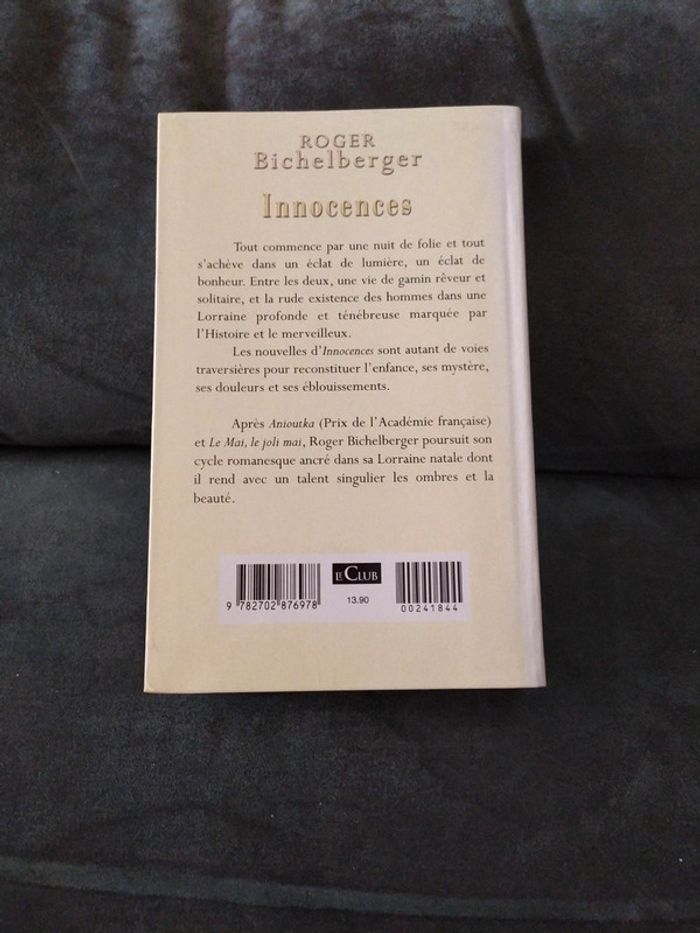 ROGER
Bichelberger
Innocences
Tout commence par une nuit de folie et tout
s'achève dans un éclat de lumière, un éclat de
bonheur. Entre les deux, une vie de gamin rêveur et
solitaire, et la rude existence des hommes dans une
Lorraine profonde et ténébreuse marquée par
l'Histoire et le merveilleux.
Les nouvelles d'Innocences sont autant de voies
traversières pour reconstituer l'enfance, ses mystère,
ses douleurs et ses éblouissements.
Après Anioutka (Prix de l'Académie française)
et Le Mai, le joli mai, Roger Bichelberger poursuit son
cycle romanesque ancré dans sa Lorraine natale dont
il rend avec un talent singulier les ombres et la
beauté.
LE CLUB
9 782702 876978
13.90
00241844